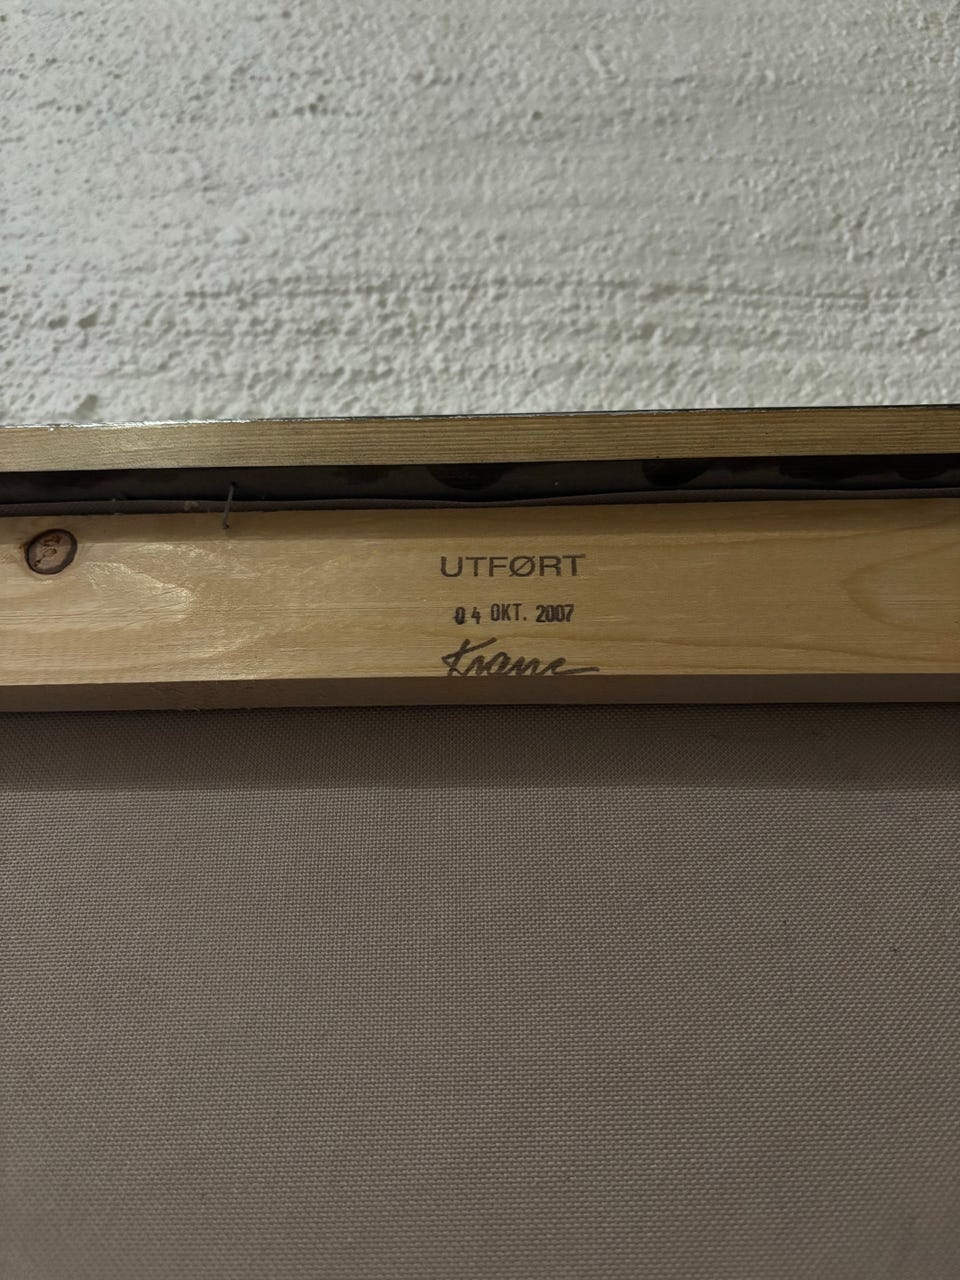 UTFØRT
04 OKT. 2007
Krane